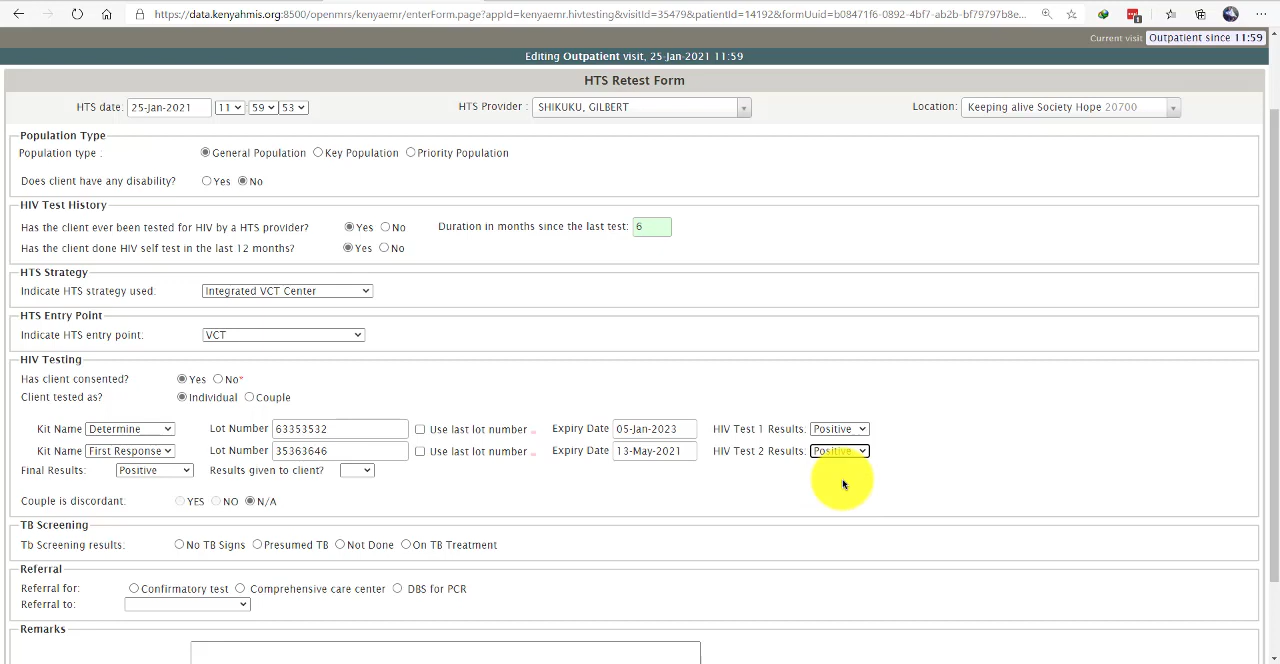 https://data.kenyahmis.org:8500/openmrs/kenyaemr/enterForm.page?appId=kenyaemr.hivtesting&visitId=35479&patientId=14192&formUuid=b08471f6-0892-4bf7-ab2b-bf79797b8e...
Current visit Outpatient since 11:59
Editing Outpatient visit, 25-Jan-2021 11:59
HTS Retest Form
HTS date: 25-Jan-2021 11 59 53 HTS Provider : SHIKUKU, GILBERT Location: Keeping alive Society Hope 20700
Population Type
Population type : General Population Key Population Priority Population
Does client have any disability? Yes No
HIV Test History
Has the client ever been tested for HIV by a HTS provider? Yes No Duration in months since the last test: 6
Has the client done HIV self test in the last 12 months? Yes No
HTS Strategy
Indicate HTS strategy used: Integrated VCT Center
HTS Entry Point
Indicate HTS entry point: VCT
HIV Testing
Has client consented? Yes No*
Client tested as? Individual Couple
Kit Name Determine Lot Number 63353532 Use last lot number Expiry Date 05-Jan-2023 HIV Test 1 Results: Positive
Kit Name First Response Lot Number 35363646 Use last lot number Expiry Date 13-May-2021 HIV Test 2 Results: Positive
Final Results: Positive Results given to client?
Couple is discordant: YES NO N/A
TB Screening
Tb Screening results: No TB Signs Presumed TB Not Done On TB Treatment
Referral
Referral for: Confirmatory test Comprehensive care center DBS for PCR
Referral to:
Remarks